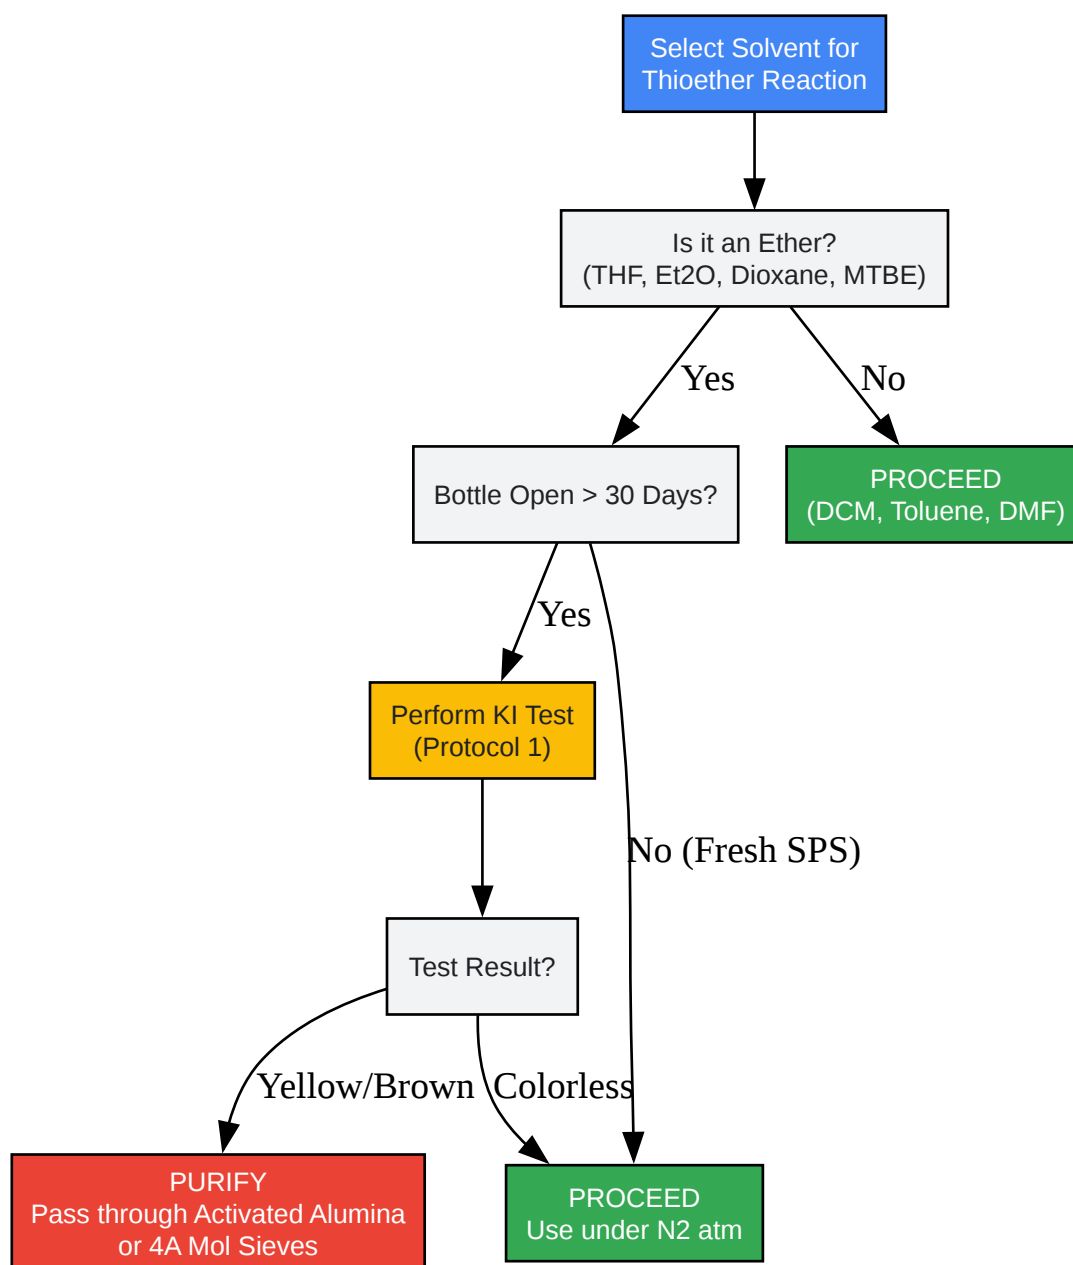 Select Solvent for
Thioether Reaction
Is it an Ether?
(THF, Et2O, Dioxane, MTBE)
Yes
No
Bottle Open > 30 Days?
PROCEED
(DCM, Toluene, DMF)
Yes
Perform KI Test
(Protocol 1)
No (Fresh SPS)
Test Result?
Yellow/Brown
Colorless
PURIFY
Pass through Activated Alumina
or 4A Mol Sieves
PROCEED
Use under N2 atm